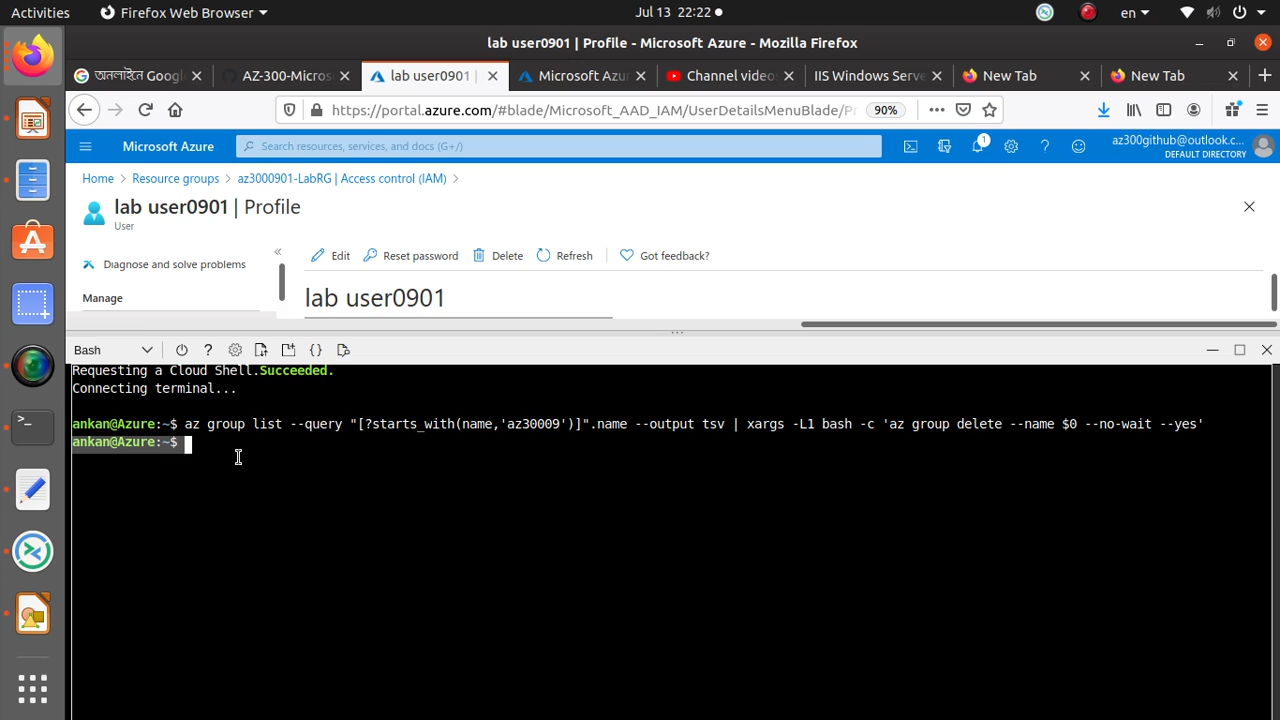 Activities Firefox Web Browser Jul 13 22:22 en
lab user0901 | Profile - Microsoft Azure - Mozilla Firefox
অনলাইন Googl AZ-300-Micros lab user0901 | Microsoft Azu Channel video IIS Windows Serve New Tab New Tab
https://portal.azure.com/#blade/Microsoft_AAD_IAM/UserDetailsMenuBlade/P 90%
Microsoft Azure Search resources, services, and docs (G+/) 1 az300github@outlook.c...
DEFAULT DIRECTORY
Home > Resource groups > az3000901-LabRG | Access control (IAM) >
lab user0901 | Profile
User
Diagnose and solve problems
Manage
Edit Reset password Delete Refresh Got feedback?
lab user0901
Bash
Requesting a Cloud Shell.Succeeded.
Connecting terminal...
ankan@Azure:~$ az group list --query "[?starts_with(name,'az30009')]".name --output tsv | xargs -L1 bash -c 'az group delete --name $0 --no-wait --yes'
ankan@Azure:~$